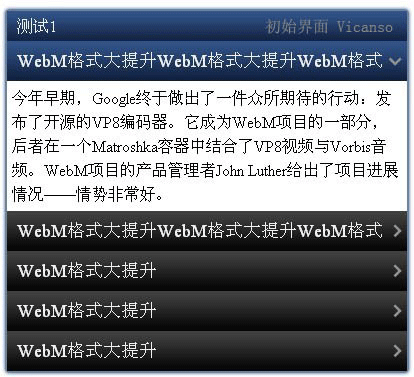 测试1 初始界面 Vicanso
WebM格式大提升WebM格式大提升WebM格式
今年早期，Google终于做出了一件众所期待的行动：发
布了开源的VP8编码器。它成为WebM项目的一部分，
后者在一个Matroshka容器中结合了VP8视频与Vorbis音
频。WebM项目的产品管理者John Luther给出了项目进展
情况——情势非常好。
WebM格式大提升WebM格式大提升WebM格式
WebM格式大提升
WebM格式大提升
WebM格式大提升